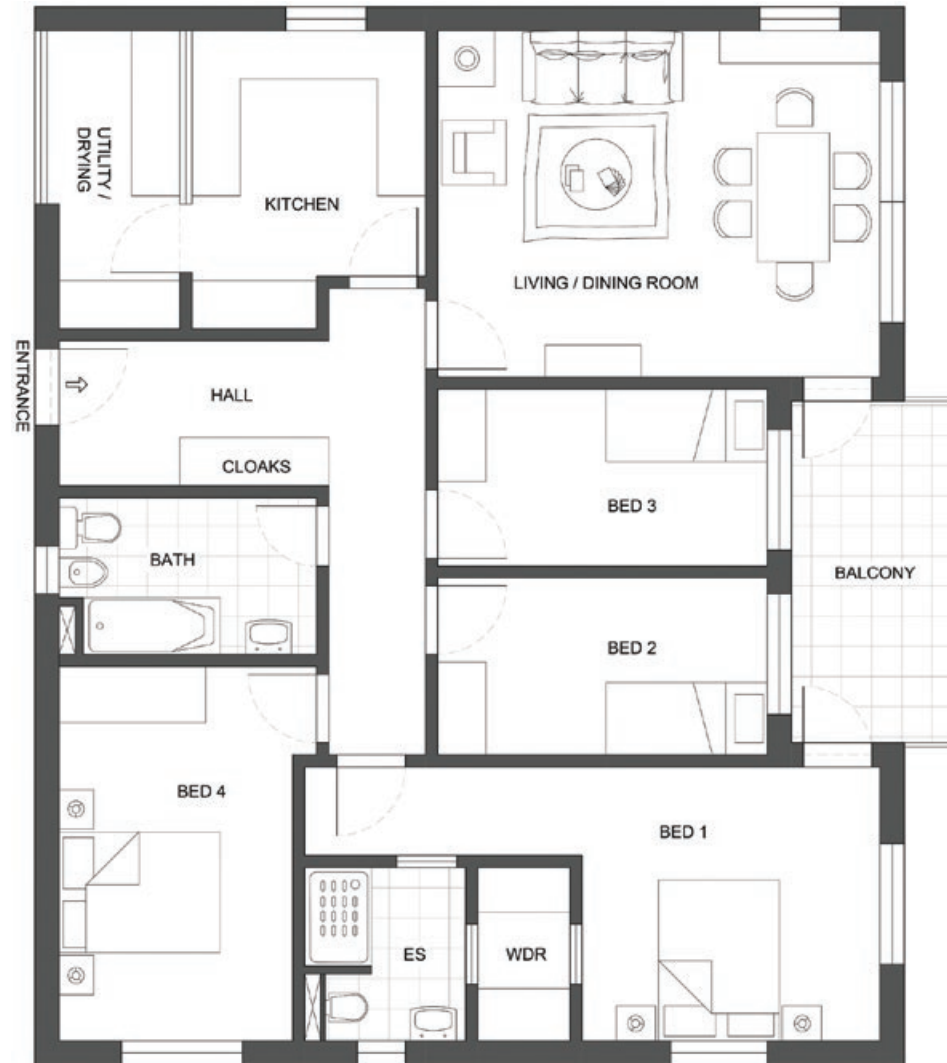 UTILITY /
DRYING
KITCHEN
LIVING / DINING ROOM
ENTRANCE
HALL
CLOAKS
BED 3
BATH
BALCONY
BED 2
BED 4
BED 1
ES
WDR